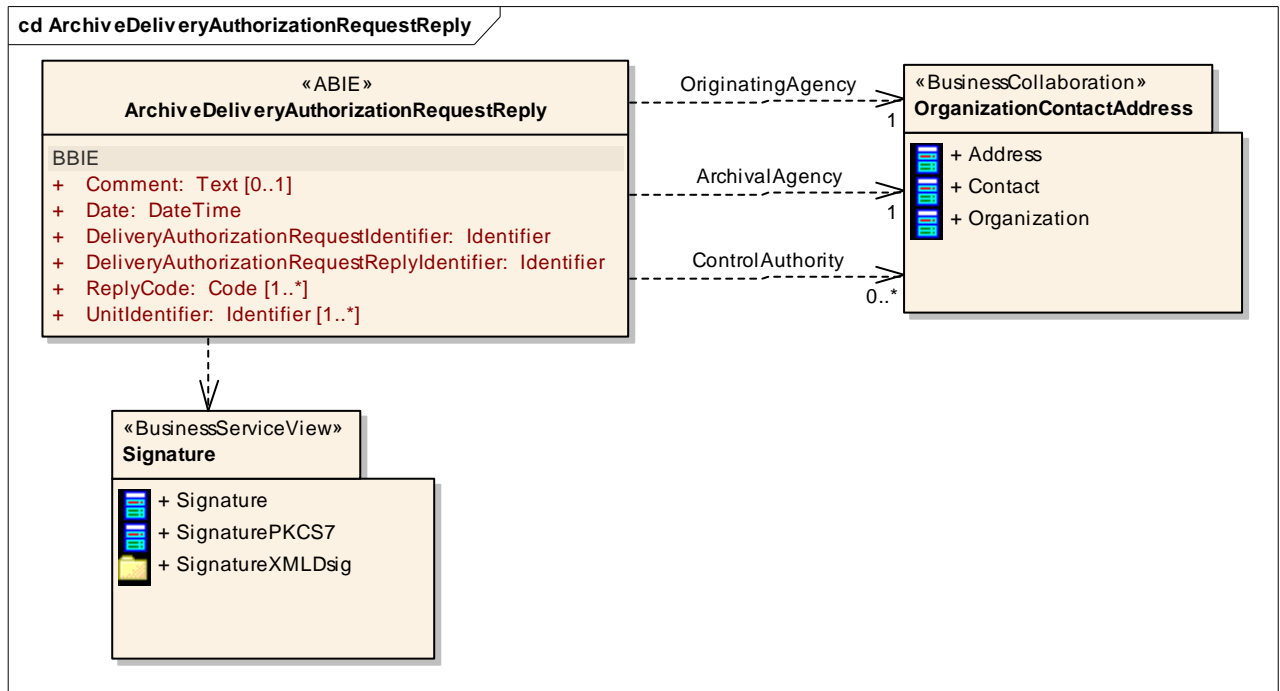 cd ArchiveDeliveryAuthorizationRequestReply
«ABIE»
ArchiveDeliveryAuthorizationRequestReply
BBIE
+ Comment: Text [0..1]
+ Date: DateTime
+ DeliveryAuthorizationRequestIdentifier: Identifier
+ DeliveryAuthorizationRequestReplyIdentifier: Identifier
+ ReplyCode: Code [1..*]
+ UnitIdentifier: Identifier [1..*]
OriginatingAgency
1
ArchivalAgency
1
ControlAuthority
0..*
«BusinessCollaboration»
OrganizationContactAddress
+ Address
+ Contact
+ Organization
«BusinessServiceView»
Signature
+ Signature
+ SignaturePKCS7
+ SignatureXMLDsig